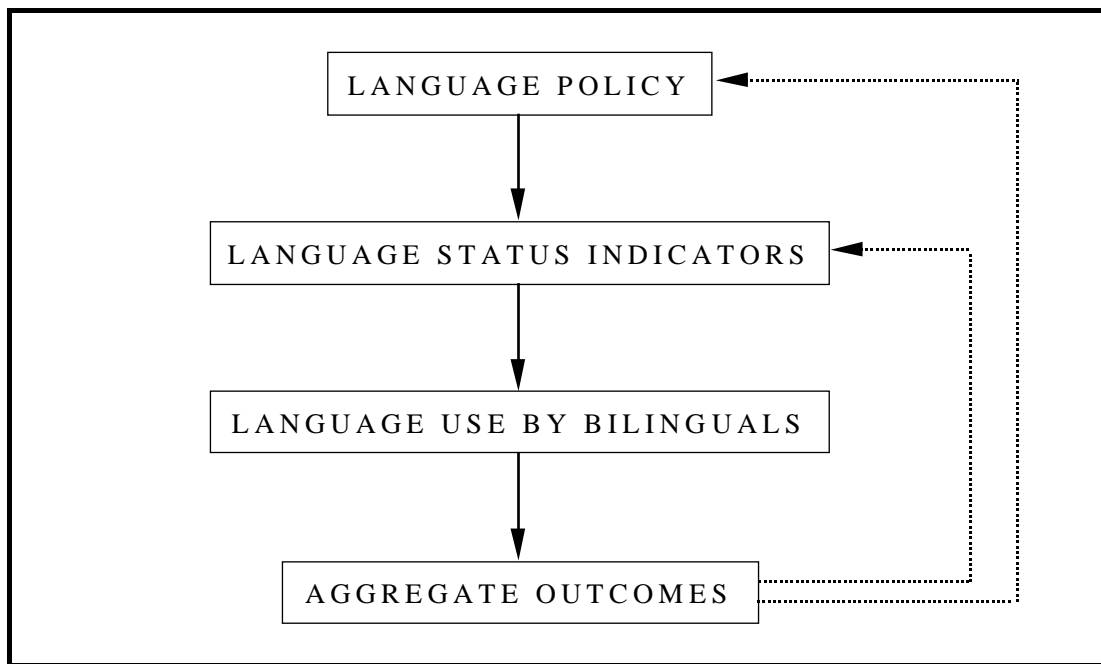 LANGUAGE POLICY
LANGUAGE STATUS INDICATORS
LANGUAGE USE BY BILINGUALS
AGGREGATE OUTCOMES